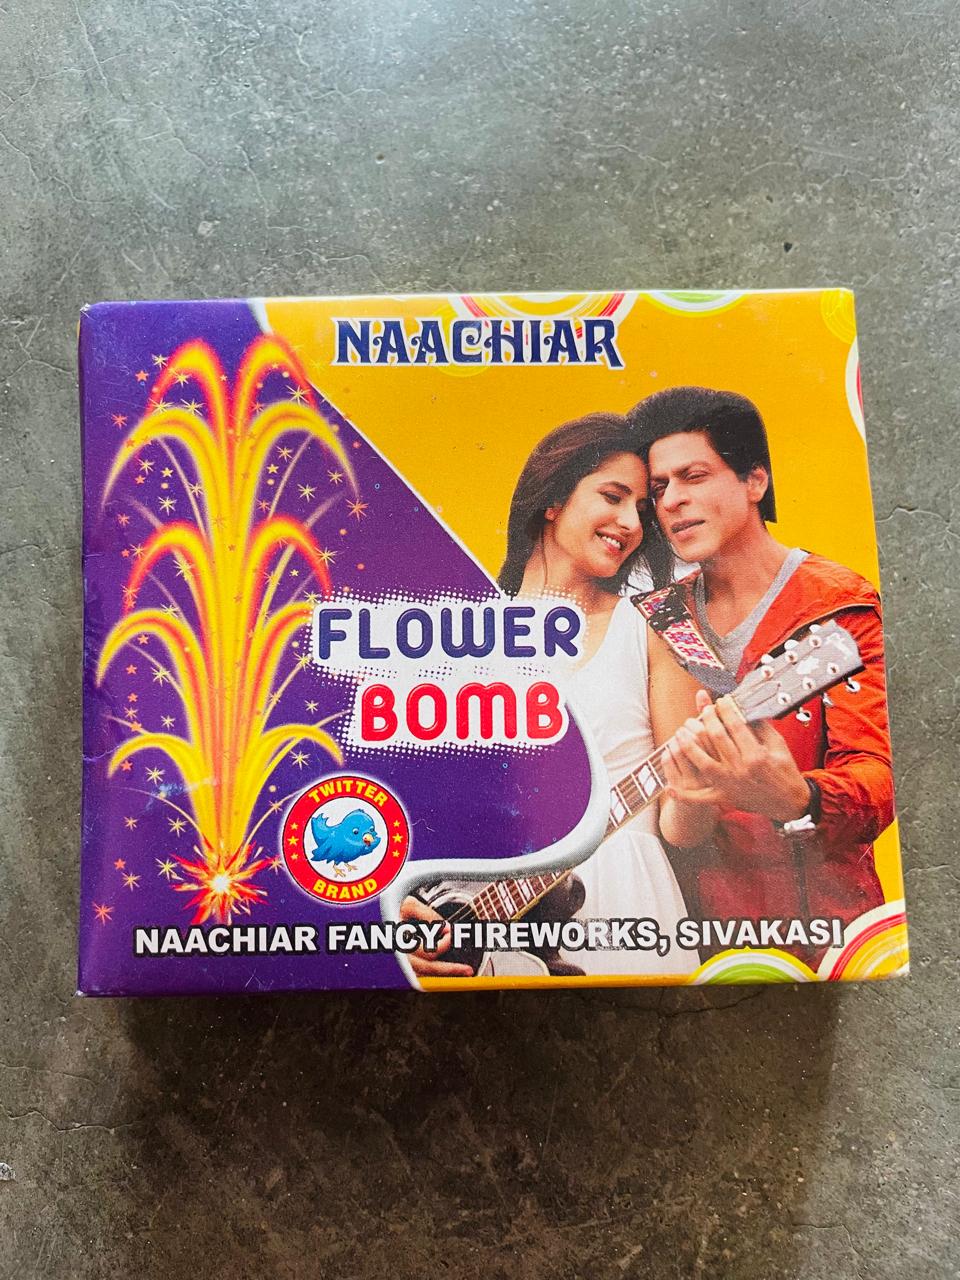 NAACHIAR
FLOWER
BOMB
TWITTER
BRAND
NAACHIAR FANCY FIREWORKS, SIVAKASI